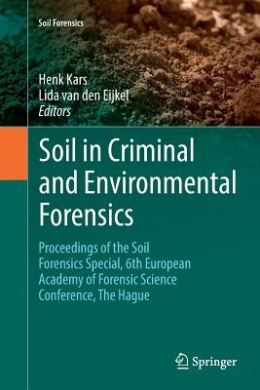 Soil Forensics
Henk Kars
Lida van den Eijkel
Editors
Soil in Criminal
and Environmental
Forensics
Proceedings of the Soil
Forensics Special, 6th European
Academy of Forensic Science
Conference, The Hague
Springer